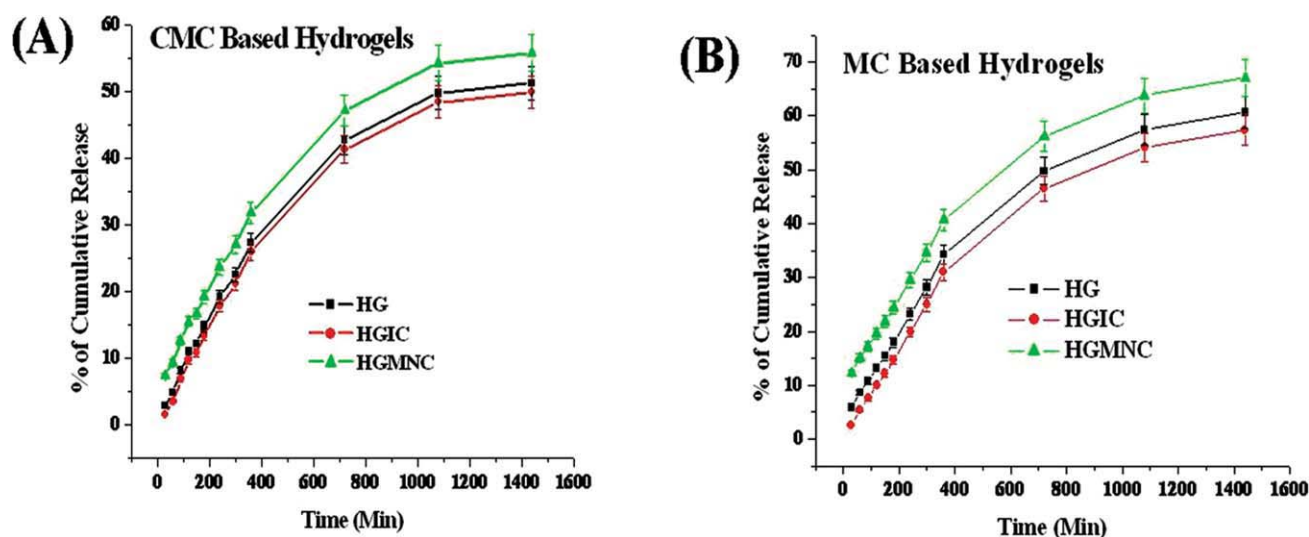 (A)
CMC Based Hydrogels
% of Cumulative Release
60
50
40
30
20
10
0
HG
HGIC
HGMNC
0 200 400 600 800 1000 1200 1400 1600
Time (Min)
(B)
MC Based Hydrogels
% of Cumulative Release
70
60
50
40
30
20
10
0
HG
HGIC
HGMNC
0 200 400 600 800 1000 1200 1400 1600
Time (Min)